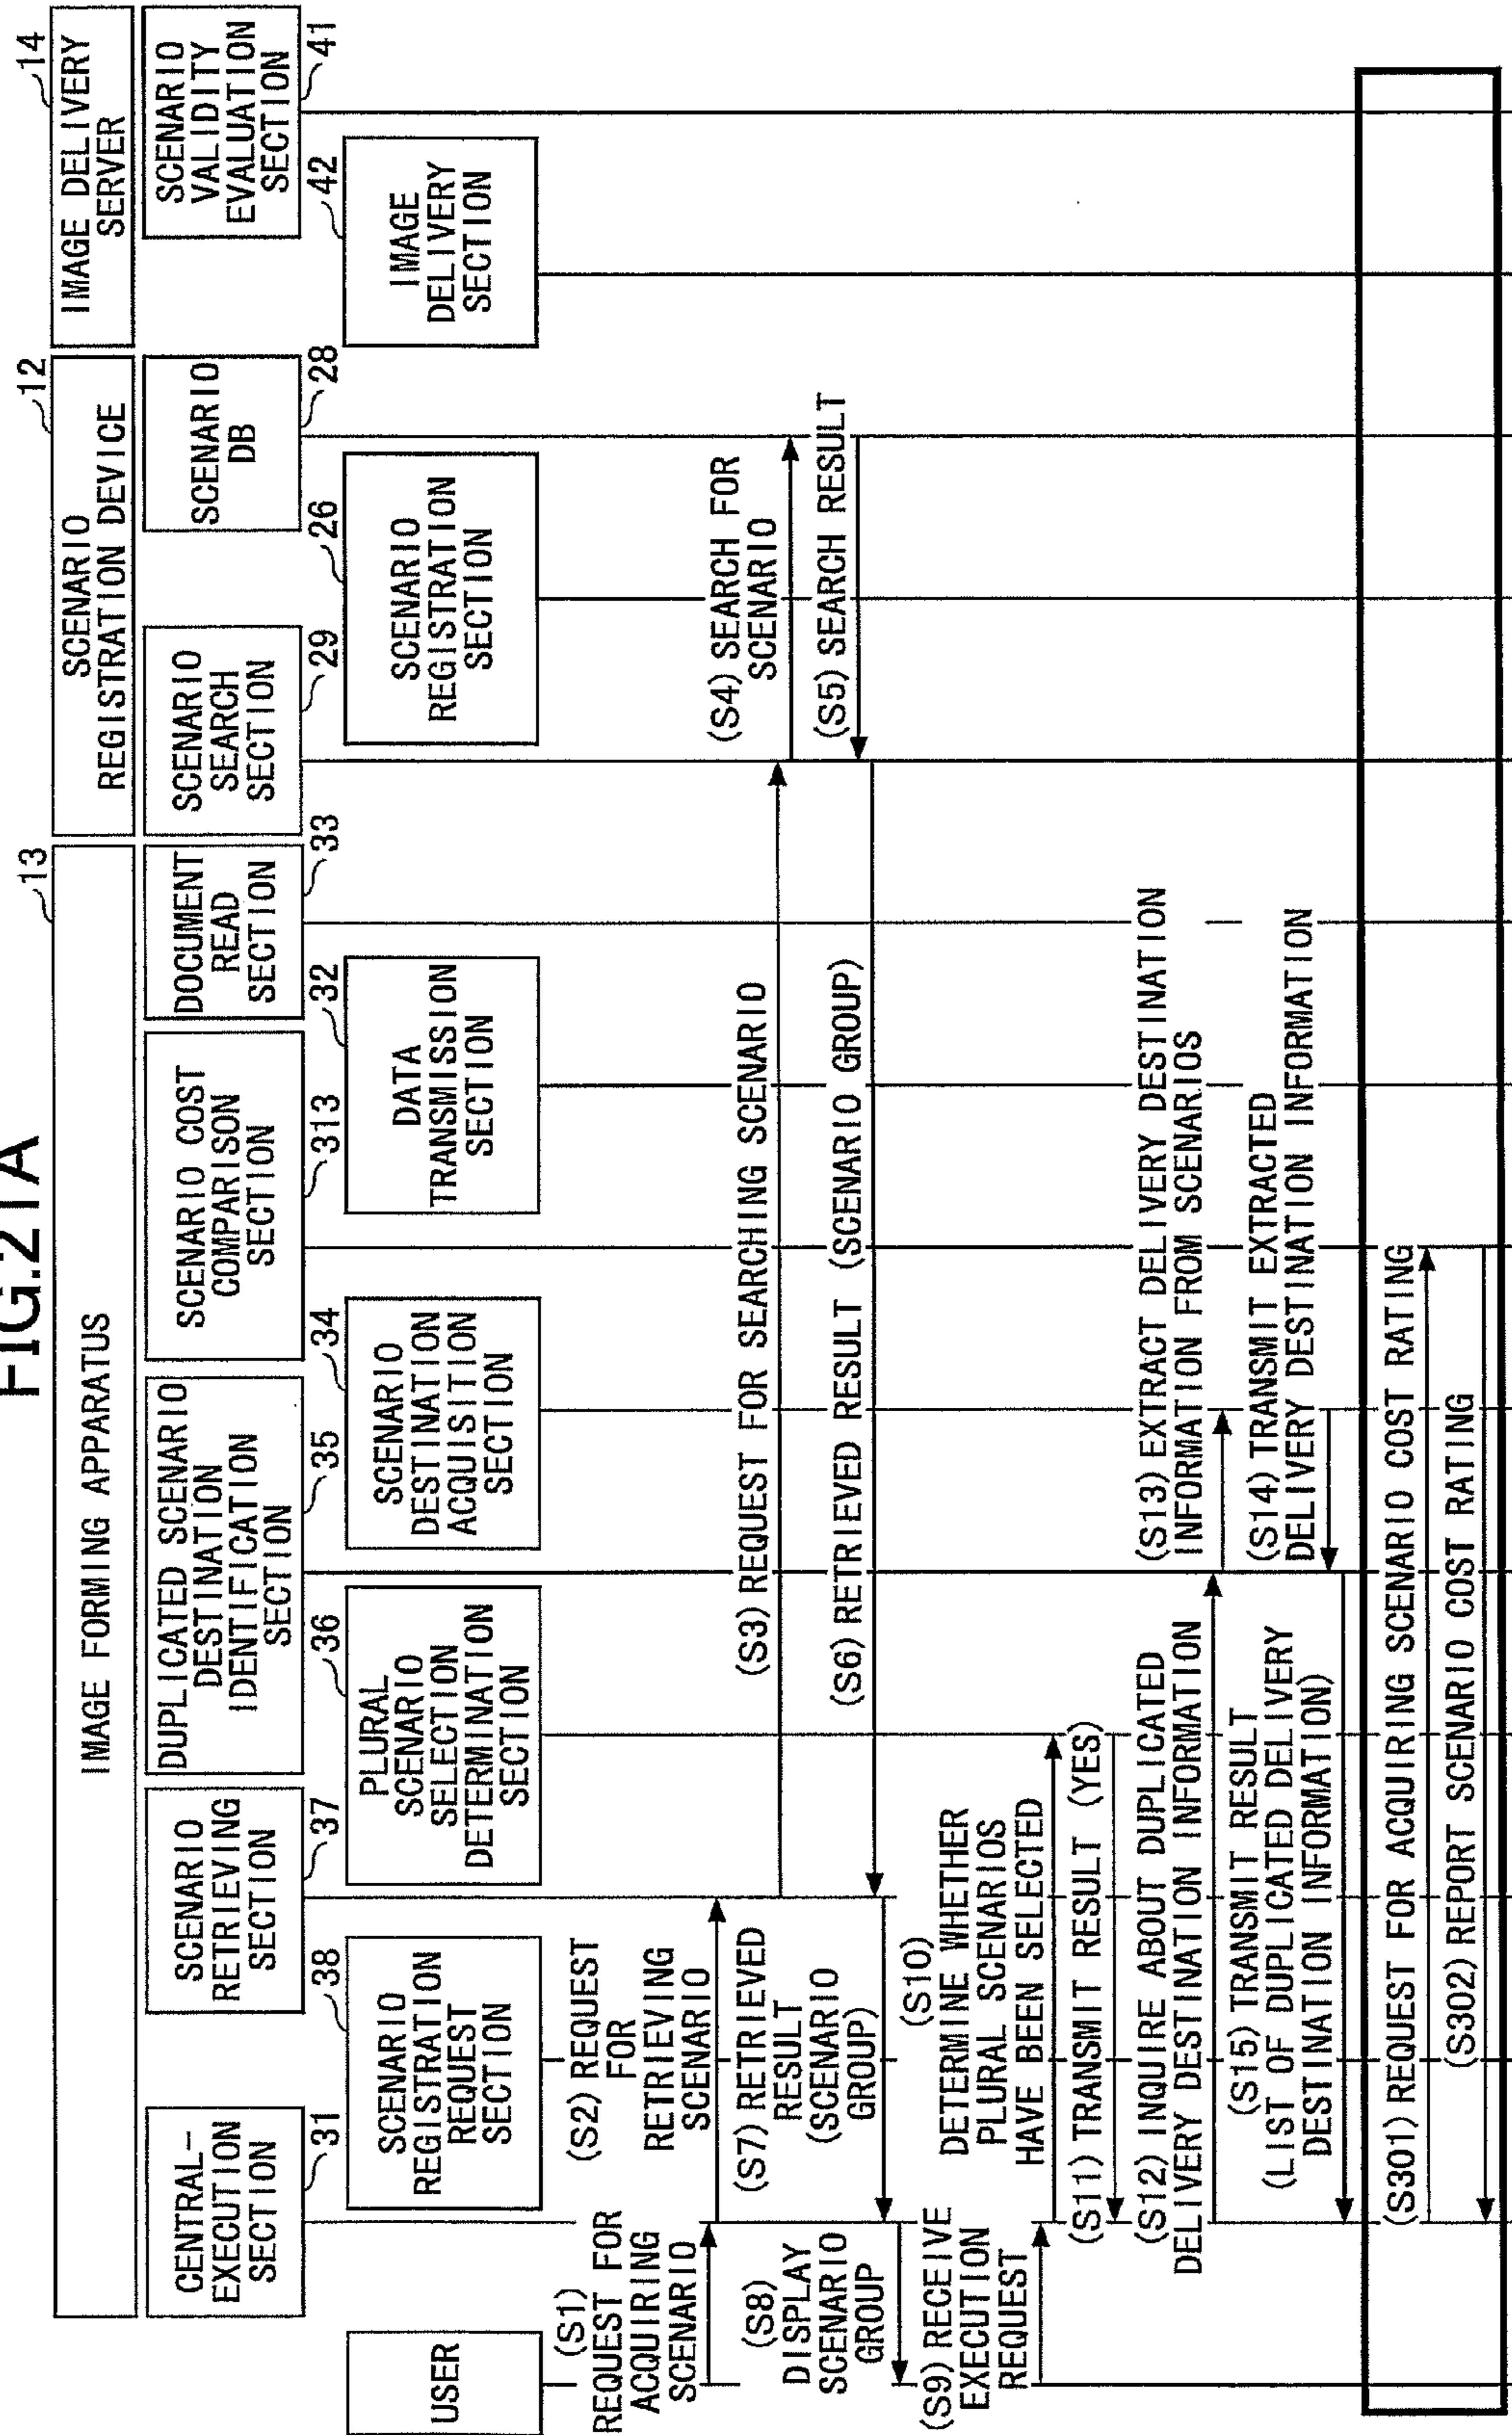 FIG.21A
IMAGE FORMING APPARATUS
13
SCENARIO
REGISTRATION DEVICE
12
IMAGE DELIVERY
SERVER
14
CENTRAL-
EXECUTION
SECTION
31
SCENARIO
RETRIEVING
SECTION
37
DUPLICATED SCENARIO
DESTINATION
IDENTIFICATION
SECTION
35
SCENARIO COST
COMPARISON
SECTION
313
DOCUMENT
READ
SECTION
33
SCENARIO
SEARCH
SECTION
29
SCENARIO
DB
28
SCENARIO
VALIDITY
EVALUATION
SECTION
41
USER
SCENARIO
REGISTRATION
REQUEST
SECTION
38
PLURAL
SCENARIO
SELECTION
DETERMINATION
SECTION
36
SCENARIO
DESTINATION
ACQUISITION
SECTION
34
DATA
TRANSMISSION
SECTION
32
SCENARIO
REGISTRATION
SECTION
26
IMAGE
DELIVERY
SECTION
42
(S1)
REQUEST FOR
ACQUIRING
SCENARIO
(S2) REQUEST
FOR
RETRIEVING
SCENARIO
(S3) REQUEST FOR SEARCHING SCENARIO
(S4) SEARCH FOR
SCENARIO
(S5) SEARCH RESULT
(S6) RETRIEVED RESULT (SCENARIO GROUP)
(S7) RETRIEVED
RESULT
(SCENARIO
GROUP)
(S8)
DISPLAY
SCENARIO
GROUP
(S9) RECEIVE
EXECUTION
REQUEST
(S10)
DETERMINE WHETHER
PLURAL SCENARIOS
HAVE BEEN SELECTED
(S11) TRANSMIT RESULT (YES)
(S12) INQUIRE ABOUT DUPLICATED
DELIVERY DESTINATION INFORMATION
(S13) EXTRACT DELIVERY DESTINATION
INFORMATION FROM SCENARIOS
(S14) TRANSMIT EXTRACTED
DELIVERY DESTINATION INFORMATION
(S15) TRANSMIT RESULT
(LIST OF DUPLICATED DELIVERY
DESTINATION INFORMATION)
(S301) REQUEST FOR ACQUIRING SCENARIO COST RATING
(S302) REPORT SCENARIO COST RATING